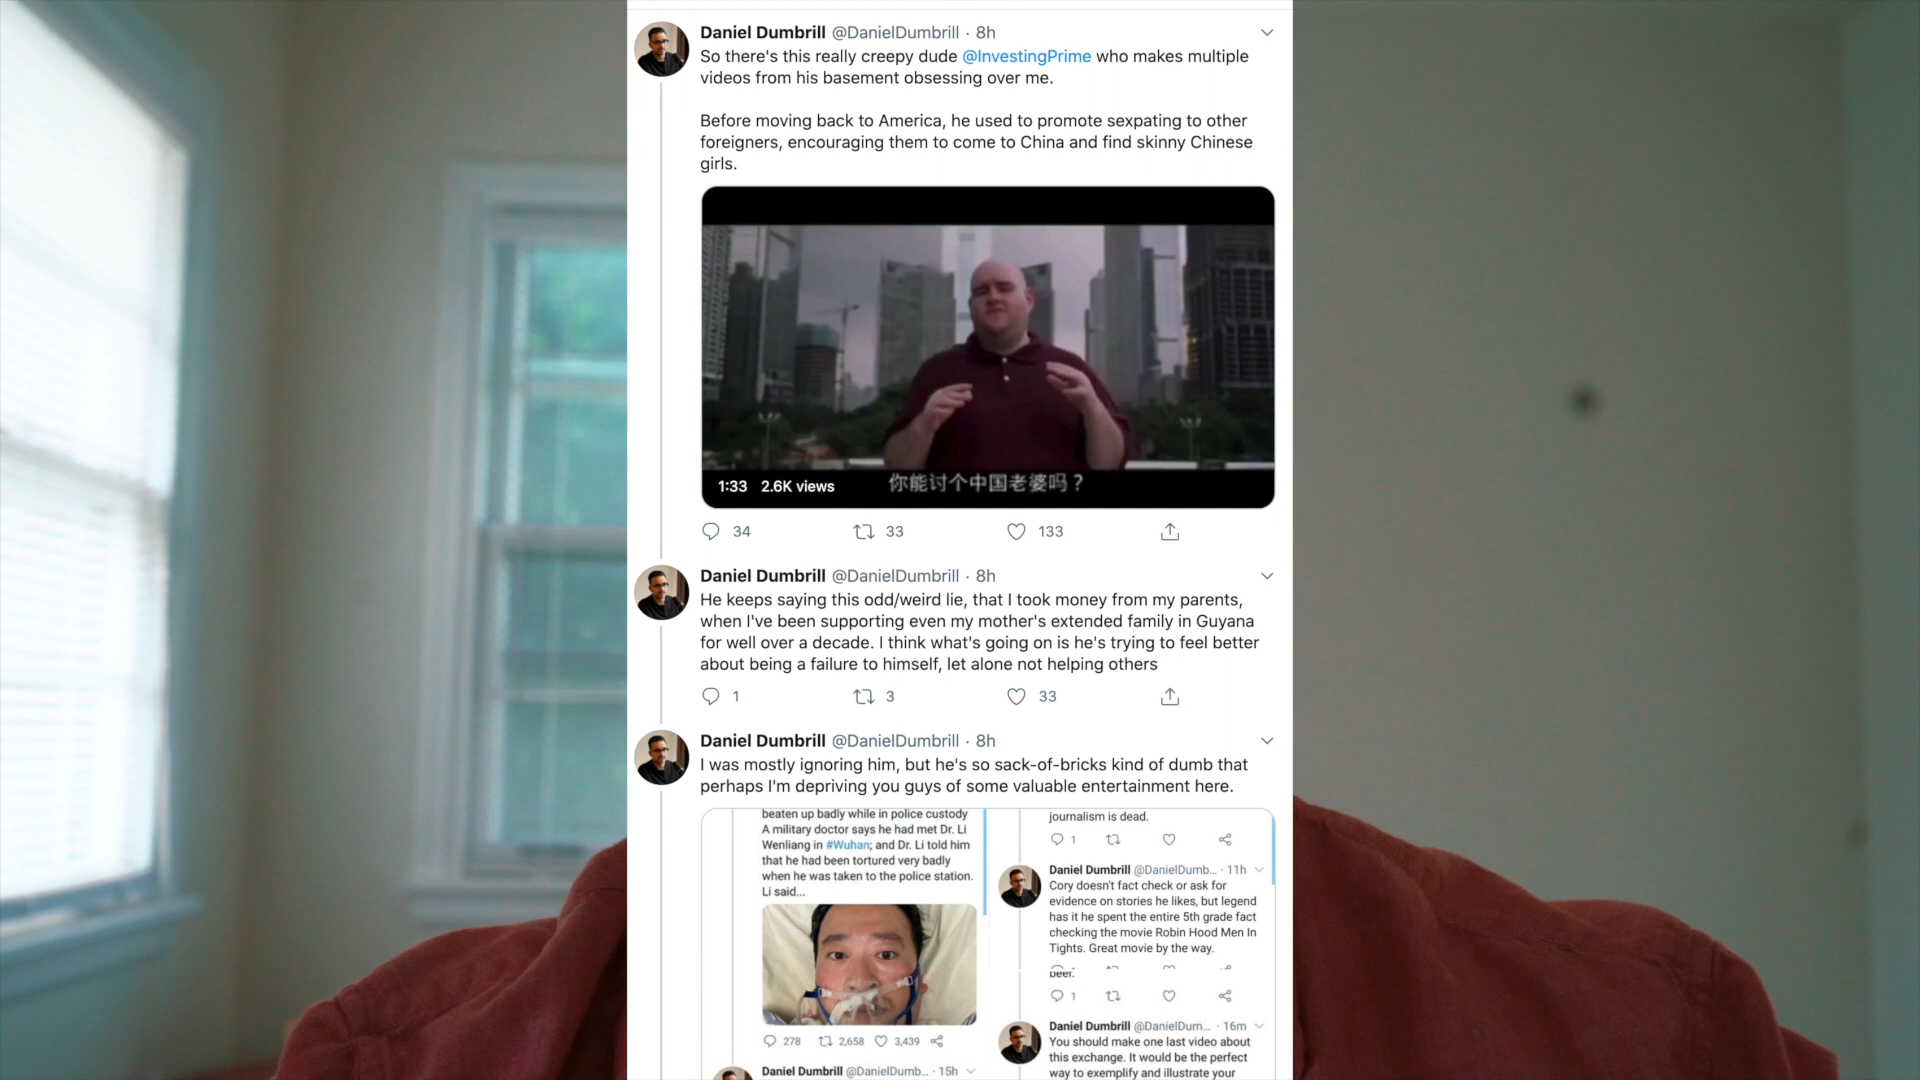 Daniel Dumbrill @DanielDumbrill · 8h
So there's this really creepy dude @InvestingPrime who makes multiple
videos from his basement obsessing over me.
Before moving back to America, he used to promote sexpating to other
foreigners, encouraging them to come to China and find skinny Chinese
girls.
你能讨个中国老婆吗？
1:33 2.6K views
34 33 133
Daniel Dumbrill @DanielDumbrill · 8h
He keeps saying this odd/weird lie, that I took money from my parents,
when I've been supporting even my mother's extended family in Guyana
for well over a decade. I think what's going on is he's trying to feel better
about being a failure to himself, let alone not helping others
1 3 33
Daniel Dumbrill @DanielDumbrill · 8h
I was mostly ignoring him, but he's so sack-of-bricks kind of dumb that
perhaps I'm depriving you guys of some valuable entertainment here.
beaten up badly while in police custody
A military doctor says he had met Dr. Li
Wenliang in #Wuhan; and Dr. Li told him
that he had been tortured very badly
when he was taken to the police station.
Li said...
278 2,658 3,439
Daniel Dumbrill @DanielDumb... · 15h
journalism is dead.
1
Daniel Dumbrill @DanielDumb... · 11h
Cory doesn't fact check or ask for
evidence on stories he likes, but legend
has it he spent the entire 5th grade fact
checking the movie Robin Hood Men In
Tights. Great movie by the way.
beer.
1
Daniel Dumbrill @DanielDum... · 16m
You should make one last video about
this exchange. It would be the perfect
way to exemplify and illustrate your